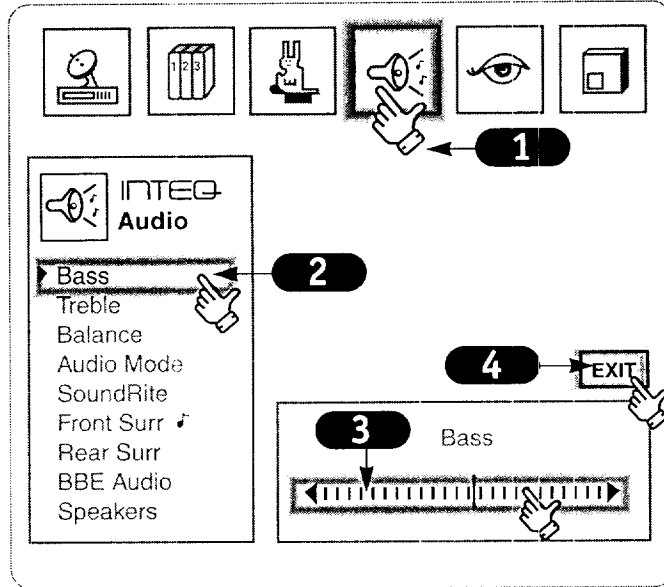 1 2 3
1
INTEQ
Audio
Bass
2
Treble
Balance
Audio Mode
SoundRite
Front Surr
Rear Surr
BBE Audio
Speakers
4
EXIT
3
Bass